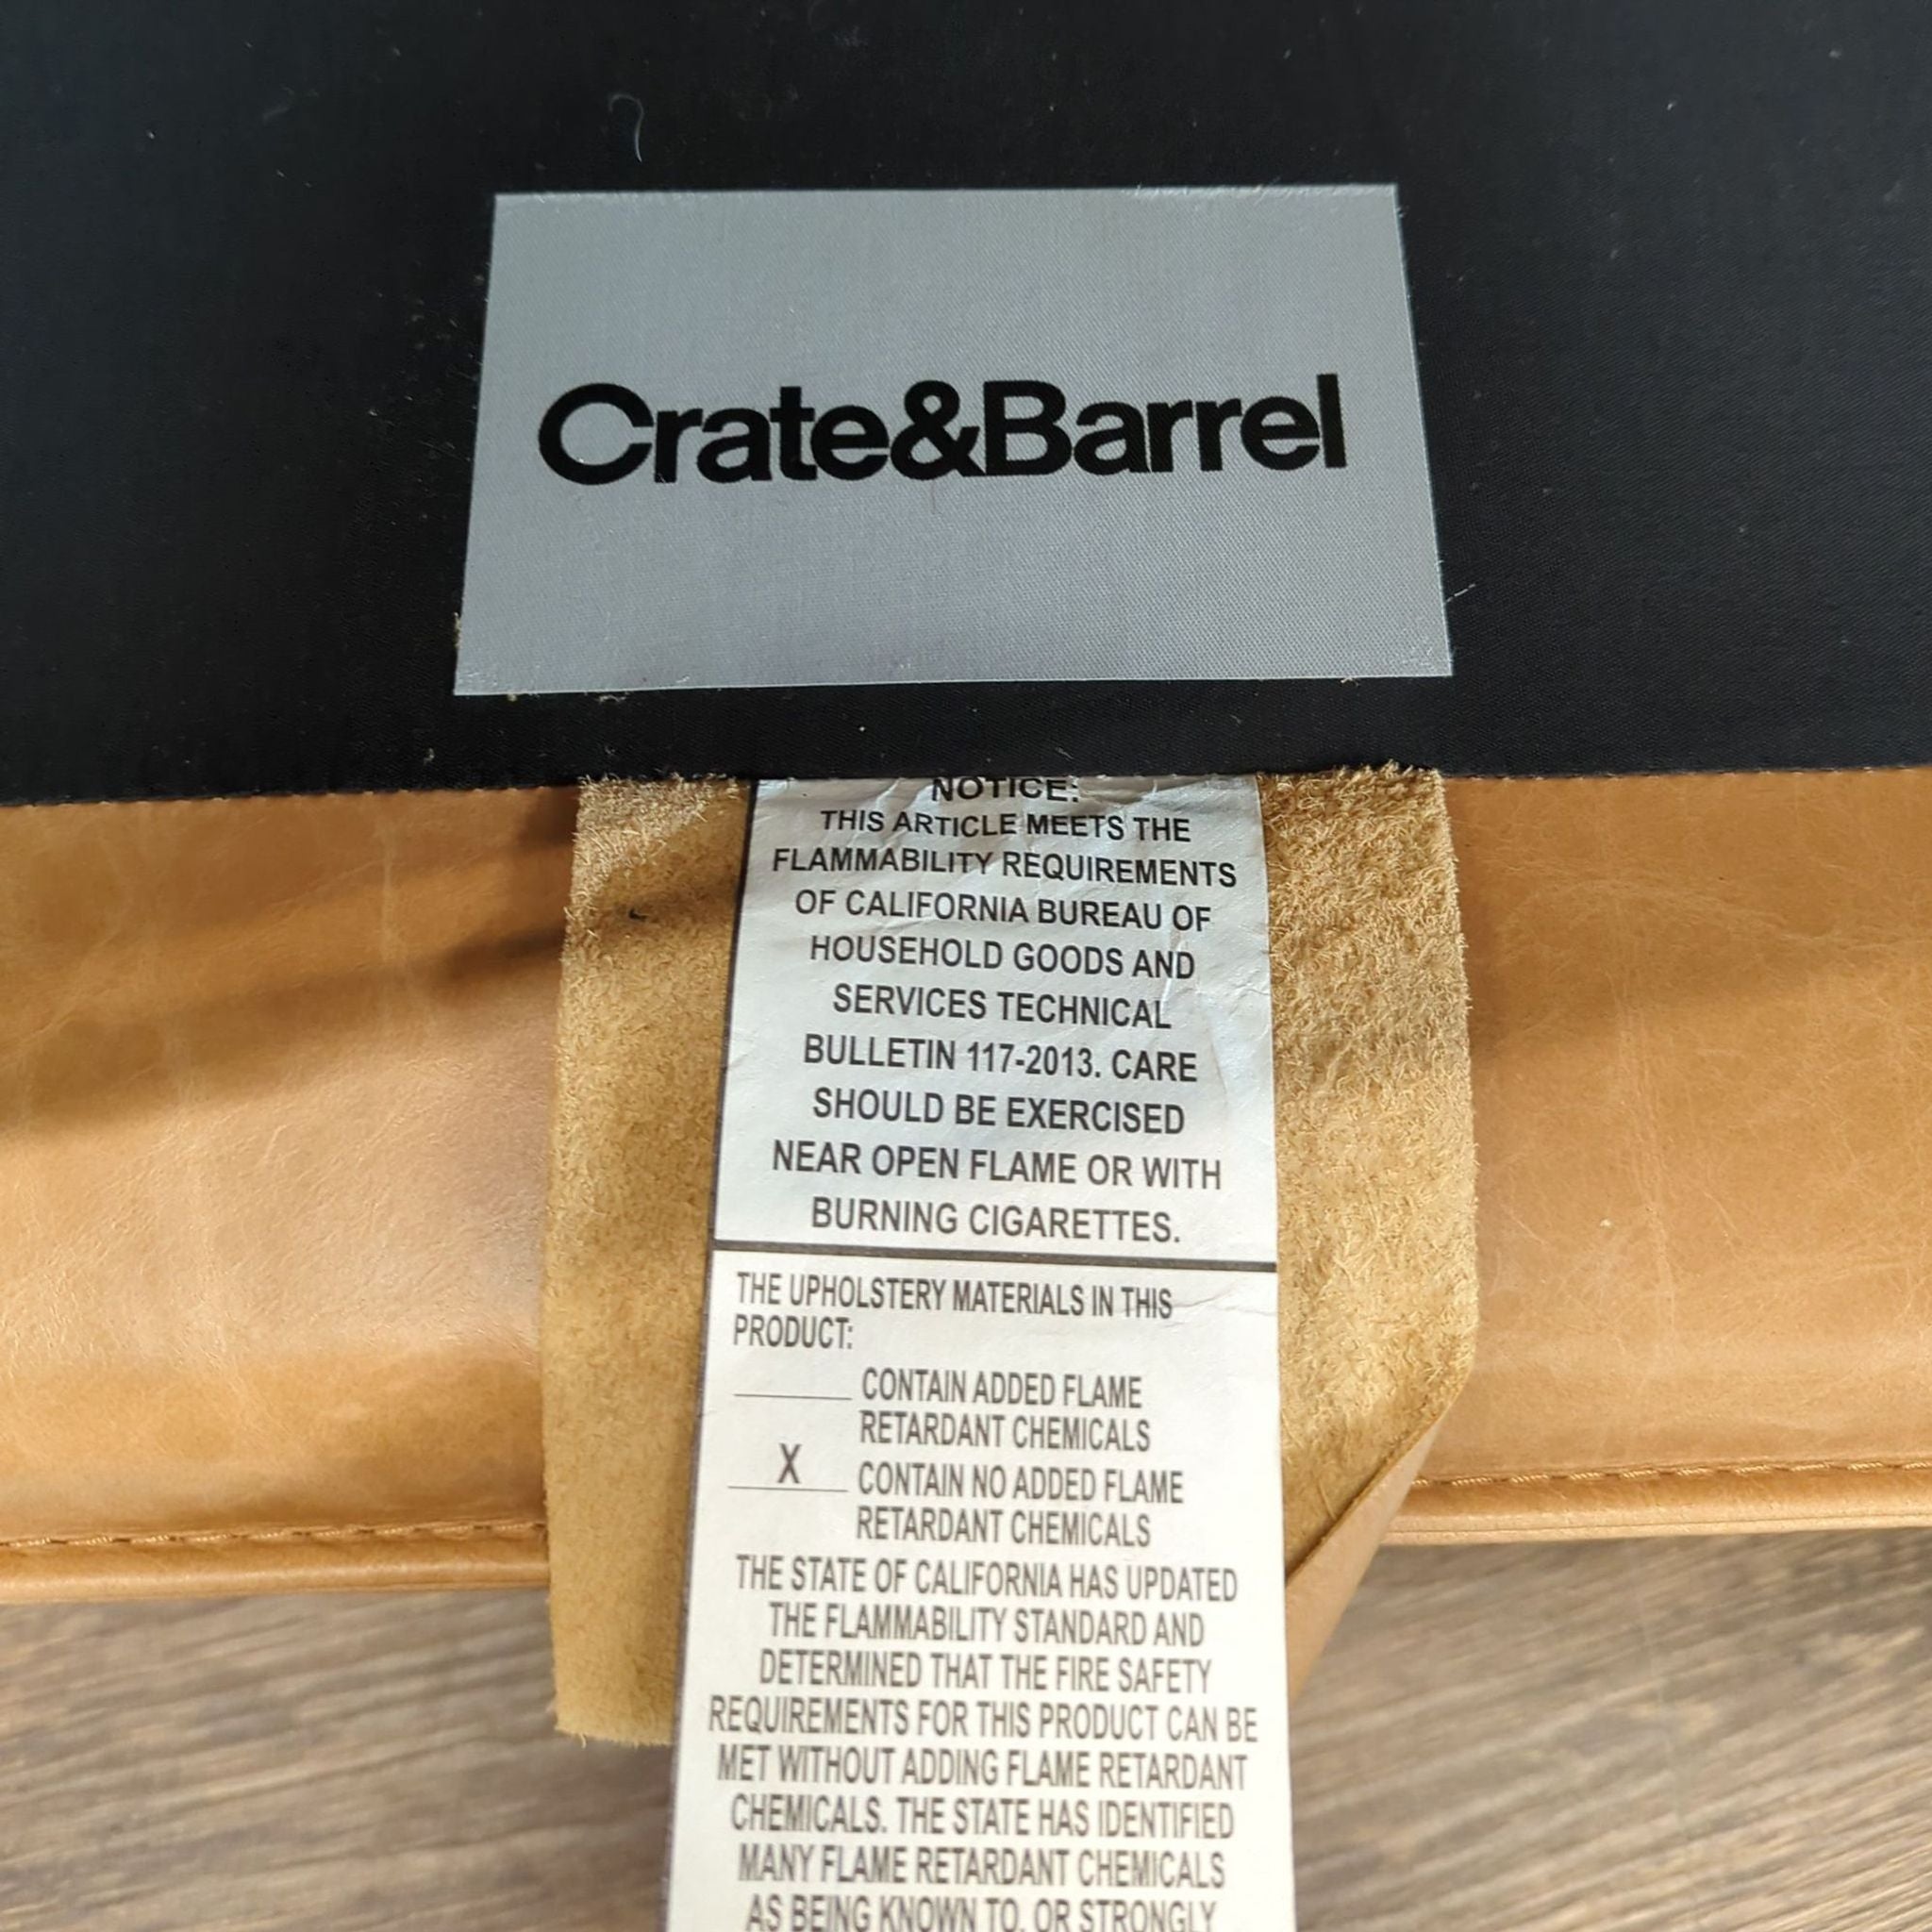 Crate&Barrel
NOTICE:
THIS ARTICLE MEETS THE
FLAMMABILITY REQUIREMENTS
OF CALIFORNIA BUREAU OF
HOUSEHOLD GOODS AND
SERVICES TECHNICAL
BULLETIN 117-2013. CARE
SHOULD BE EXERCISED
NEAR OPEN FLAME OR WITH
BURNING CIGARETTES.
THE UPHOLSTERY MATERIALS IN THIS
PRODUCT:
______ CONTAIN ADDED FLAME
RETARDANT CHEMICALS
X CONTAIN NO ADDED FLAME
RETARDANT CHEMICALS
THE STATE OF CALIFORNIA HAS UPDATED
THE FLAMMABILITY STANDARD AND
DETERMINED THAT THE FIRE SAFETY
REQUIREMENTS FOR THIS PRODUCT CAN BE
MET WITHOUT ADDING FLAME RETARDANT
CHEMICALS. THE STATE HAS IDENTIFIED
MANY FLAME RETARDANT CHEMICALS
AS BEING KNOWN TO, OR STRONGLY